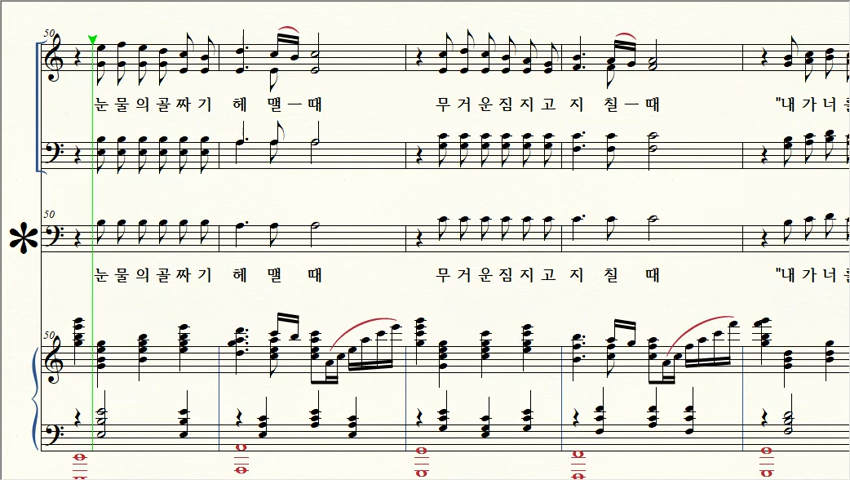 50
눈 물 의 골 짜 기 헤 맬 ― 때 무 거 운 짐 지 고 지 칠 ― 때 "내 가 너
50
눈 물 의 골 짜 기 헤 맬 때 무 거 운 짐 지 고 지 칠 때 "내 가 너
50